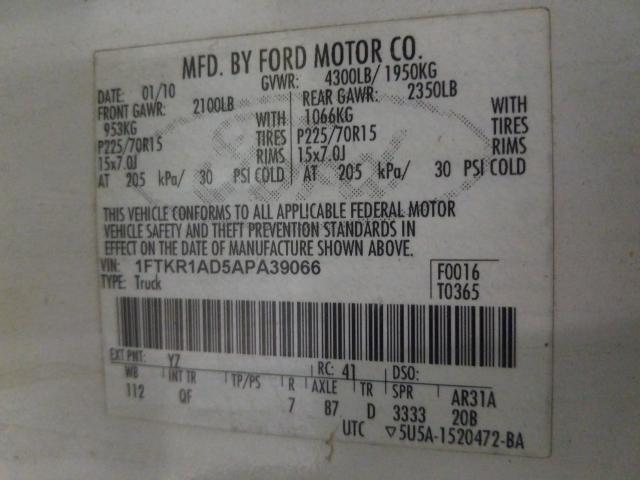 MFD. BY FORD MOTOR CO.
DATE: 01/10 GVWR: 4300LB/ 1950KG
FRONT GAWR: 2100LB REAR GAWR: 2350LB
953KG WITH 1066KG WITH
P225/70R15 TIRES P225/70R15 TIRES
15x7.0J RIMS 15x7.0J RIMS
AT 205 kPa/ 30 PSI COLD AT 205 kPa/ 30 PSI COLD
THIS VEHICLE CONFORMS TO ALL APPLICABLE FEDERAL MOTOR
VEHICLE SAFETY AND THEFT PREVENTION STANDARDS IN
EFFECT ON THE DATE OF MANUFACTURE SHOWN ABOVE.
VIN: 1FTKR1AD5APA39066 F0016
TYPE: Truck T0365
EXT PNT: YZ RC: 41 DSO:
WB INT TR TP/PS R AXLE TR SPR AR31A
112 QF 7 87 D 3333 20B
UTC ▽5U5A-1520472-BA